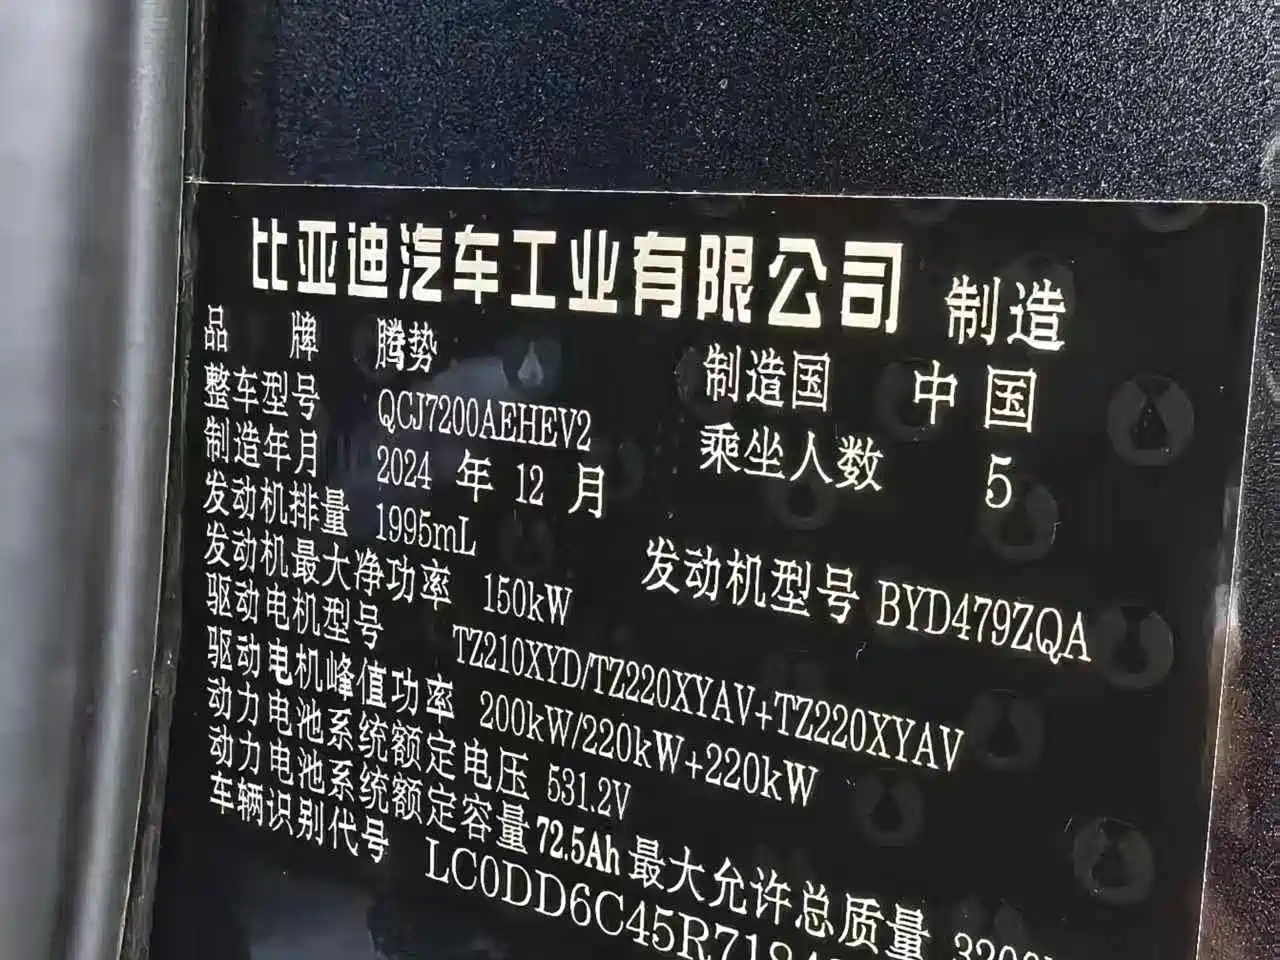 比亚迪汽车工业有限公司 制造
品牌 腾势 制造国 中国
整车型号 QCJ7200AEHEV2 乘坐人数 5
制造年月 2024 年 12 月
发动机排量 1995mL 发动机型号 BYD479ZQA
发动机最大净功率 150kW
驱动电机型号 TZ210XYD/TZ220XYAV+TZ220XYAV
驱动电机峰值功率 200kW/220kW+220kW
动力电池系统额定电压 531.2V
动力电池系统额定容量 72.5Ah 最大允许总质量
车辆识别代号 LC0DD6C45R718